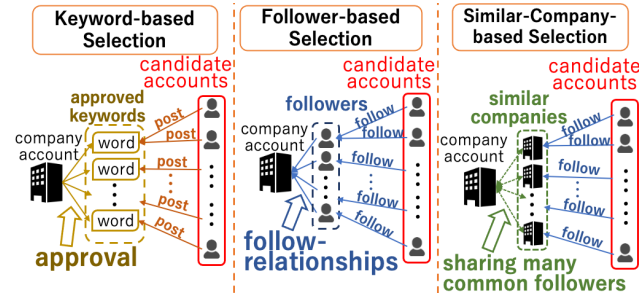 Keyword-based
Selection
candidate
accounts
approved
keywords
company
account
word
word
word
post
post
post
post
post
approval
Follower-based
Selection
candidate
accounts
followers
company
account
follow
follow
follow
follow
follow
follow-
relationships
Similar-Company-
based Selection
candidate
accounts
similar
companies
company
account
follow
follow
follow
follow
follow
sharing many
common followers